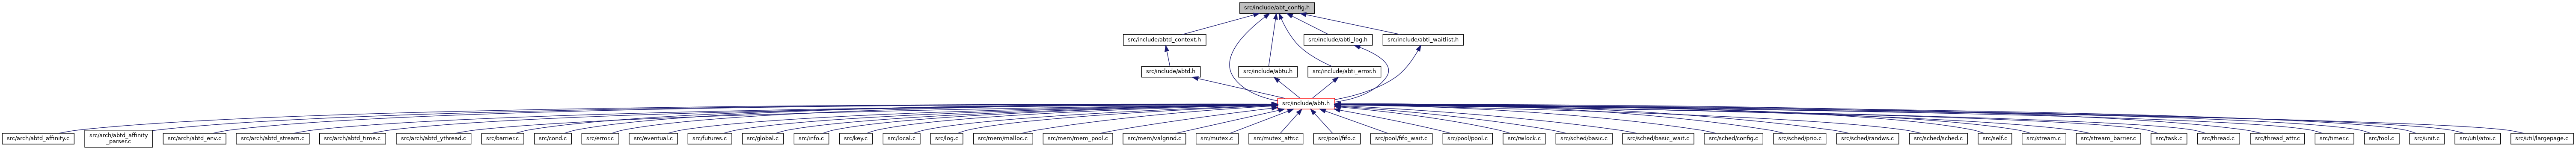 src/include/abt_config.h
src/include/abtd_context.h
src/include/abti_log.h
src/include/abti_waitlist.h
src/include/abtd.h
src/include/abtu.h
src/include/abti_error.h
src/include/abti.h
src/arch/abtd_affinity.c
src/arch/abtd_affinity
_parser.c
src/arch/abtd_env.c
src/arch/abtd_stream.c
src/arch/abtd_time.c
src/arch/abtd_ythread.c
src/barrier.c
src/cond.c
src/error.c
src/eventual.c
src/futures.c
src/global.c
src/info.c
src/key.c
src/local.c
src/log.c
src/mem/malloc.c
src/mem/mem_pool.c
src/mem/valgrind.c
src/mutex.c
src/mutex_attr.c
src/pool/fifo.c
src/pool/fifo_wait.c
src/pool/pool.c
src/rwlock.c
src/sched/basic.c
src/sched/basic_wait.c
src/sched/config.c
src/sched/prio.c
src/sched/randws.c
src/sched/sched.c
src/self.c
src/stream.c
src/stream_barrier.c
src/task.c
src/thread.c
src/thread_attr.c
src/timer.c
src/tool.c
src/unit.c
src/util/atoi.c
src/util/largepage.c